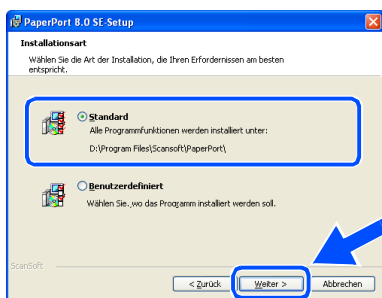 PaperPort 8.0 SE-Setup
Installationsart
Wählen Sie die Art der Installation, die Ihren Erfordernissen am besten
entspricht.
Standard
Alle Programmfunktionen werden installiert unter:
D:\Program Files\Scansoft\PaperPort\
Benutzerdefiniert
Wählen Sie, wo das Programm installiert werden soll.
ScanSoft
< Zurück Weiter > Abbrechen